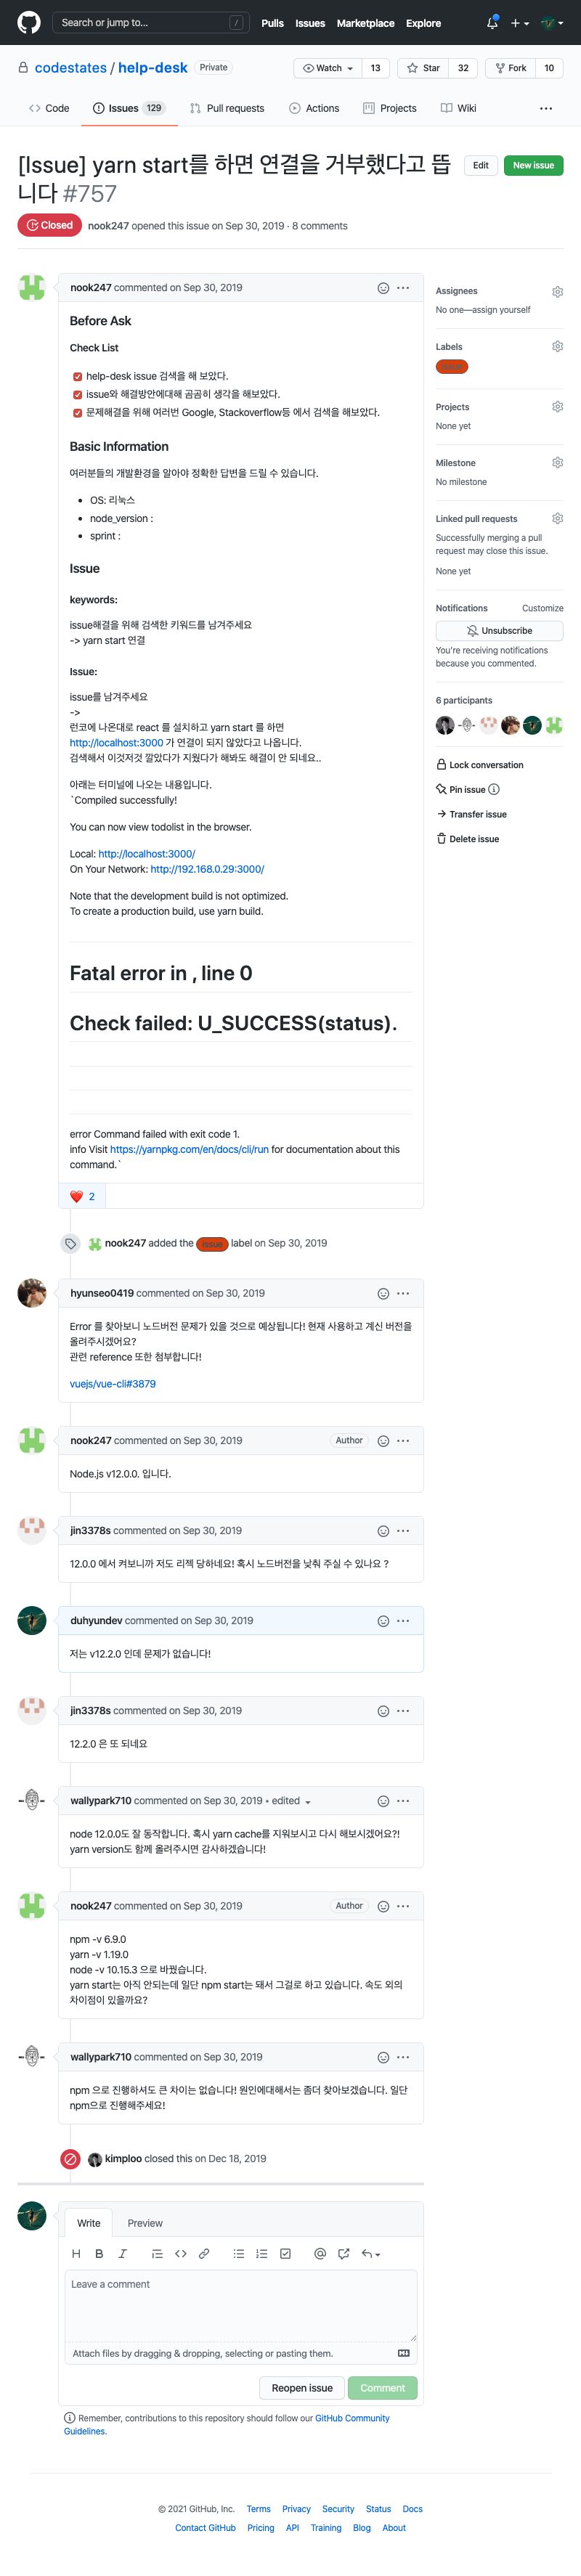 Search or jump to... /
Pulls Issues Marketplace Explore
codestates / help-desk Private
Watch 13 Star 32 Fork 10
Code Issues 129 Pull requests Actions Projects Wiki ...
[Issue] yarn start를 하면 연결을 거부했다고 뜹
니다 #757
Edit New issue
Closed nook247 opened this issue on Sep 30, 2019 · 8 comments
nook247 commented on Sep 30, 2019
Before Ask
Check List
help-desk issue 검색을 해 보았다.
issue와 해결방안에대해 곰곰히 생각을 해보았다.
문제해결을 위해 여러번 Google, Stackoverflow등 에서 검색을 해보았다.
Basic Information
여러분들의 개발환경을 알아야 정확한 답변을 드릴 수 있습니다.
• OS: 리눅스
• node_version :
• sprint :
Issue
keywords:
issue해결을 위해 검색한 키워드를 남겨주세요
-> yarn start 연결
Issue:
issue를 남겨주세요
->
런코에 나온대로 react 를 설치하고 yarn start 를 하면
http://localhost:3000 가 연결이 되지 않았다고 나옵니다.
검색해서 이것저것 깔았다가 지웠다가 해봐도 해결이 안 되네요..
아래는 터미널에 나오는 내용입니다.
`Compiled successfully!
You can now view todolist in the browser.
Local: http://localhost:3000/
On Your Network: http://192.168.0.29:3000/
Note that the development build is not optimized.
To create a production build, use yarn build.
Fatal error in , line 0
Check failed: U_SUCCESS(status).
error Command failed with exit code 1.
info Visit https://yarnpkg.com/en/docs/cli/run for documentation about this
command.`
2
Assignees
No one—assign yourself
Labels
issue
Projects
None yet
Milestone
No milestone
Linked pull requests
Successfully merging a pull
request may close this issue.
None yet
Notifications Customize
Unsubscribe
You're receiving notifications
because you commented.
6 participants
Lock conversation
Pin issue
Transfer issue
Delete issue
nook247 added the issue label on Sep 30, 2019
hyunseo0419 commented on Sep 30, 2019
Error 를 찾아보니 노드버전 문제가 있을 것으로 예상됩니다! 현재 사용하고 계신 버전을
올려주시겠어요?
관련 reference 또한 첨부합니다!
vuejs/vue-cli#3879
nook247 commented on Sep 30, 2019 Author
Node.js v12.0.0. 입니다.
jin3378s commented on Sep 30, 2019
12.0.0 에서 켜보니까 저도 리젝 당하네요! 혹시 노드버전을 낮춰 주실 수 있나요 ?
duhyundev commented on Sep 30, 2019
저는 v12.2.0 인데 문제가 없습니다!
jin3378s commented on Sep 30, 2019
12.2.0 은 또 되네요
wallypark710 commented on Sep 30, 2019 • edited
node 12.0.0도 잘 동작합니다. 혹시 yarn cache를 지워보시고 다시 해보시겠어요?!
yarn version도 함께 올려주시면 감사하겠습니다!
nook247 commented on Sep 30, 2019 Author
npm -v 6.9.0
yarn -v 1.19.0
node -v 10.15.3 으로 바꿨습니다.
yarn start는 아직 안되는데 일단 npm start는 돼서 그걸로 하고 있습니다. 속도 외의
차이점이 있을까요?
wallypark710 commented on Sep 30, 2019
npm 으로 진행하셔도 큰 차이는 없습니다! 원인에대해서는 좀더 찾아보겠습니다. 일단
npm으로 진행해주세요!
kimploo closed this on Dec 18, 2019
Write Preview
H B I @
Leave a comment
Attach files by dragging & dropping, selecting or pasting them.
Reopen issue Comment
Remember, contributions to this repository should follow our GitHub Community
Guidelines.
© 2021 GitHub, Inc. Terms Privacy Security Status Docs
Contact GitHub Pricing API Training Blog About